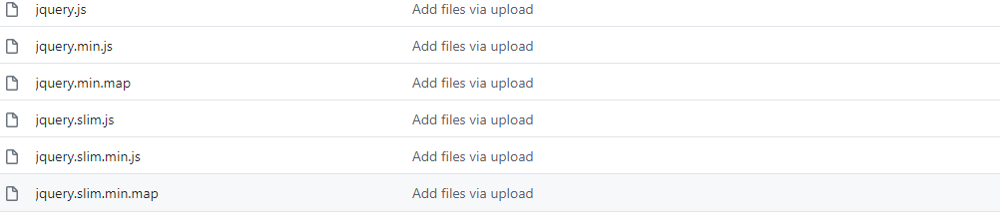 jquery.js Add files via upload
jquery.min.js Add files via upload
jquery.min.map Add files via upload
jquery.slim.js Add files via upload
jquery.slim.min.js Add files via upload
jquery.slim.min.map Add files via upload